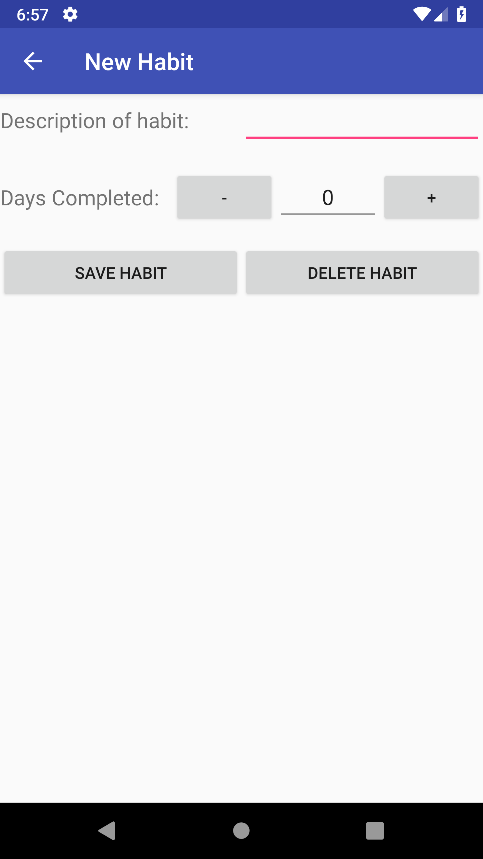 6:57
New Habit
Description of habit:
Days Completed: - 0 +
SAVE HABIT DELETE HABIT